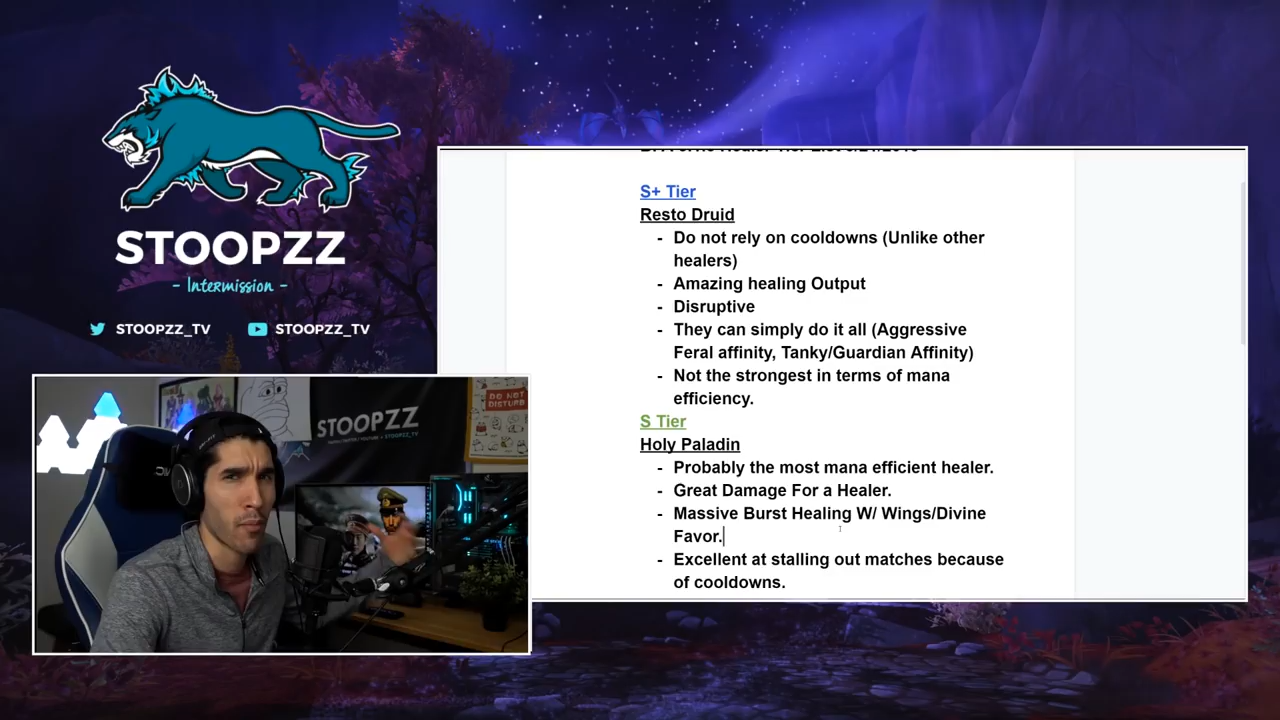 STOOPZZ
- Intermission -
STOOPZZ_TV
STOOPZZ_TV
S+ Tier
Resto Druid
- Do not rely on cooldowns (Unlike other
healers)
- Amazing healing Output
- Disruptive
- They can simply do it all (Aggressive
Feral affinity, Tanky/Guardian Affinity)
- Not the strongest in terms of mana
efficiency.
S Tier
Holy Paladin
- Probably the most mana efficient healer.
- Great Damage For a Healer.
- Massive Burst Healing W/ Wings/Divine
Favor.
- Excellent at stalling out matches because
of cooldowns.
STOOPZZ
DO NOT
DISTURB